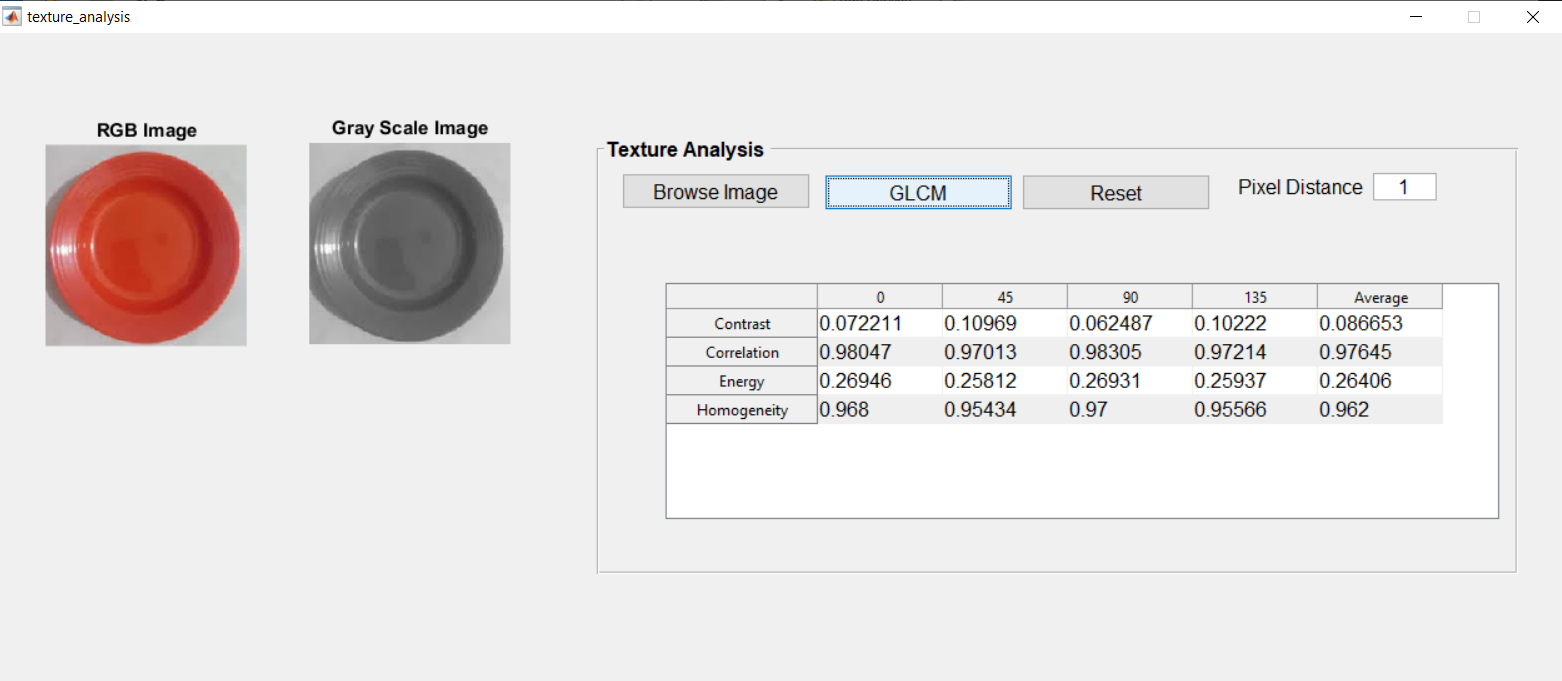 texture_analysis
RGB Image
Gray Scale Image
Texture Analysis
Browse Image GLCM Reset Pixel Distance 1
0 45 90 135 Average
Contrast 0.072211 0.10969 0.062487 0.10222 0.086653
Correlation 0.98047 0.97013 0.98305 0.97214 0.97645
Energy 0.26946 0.25812 0.26931 0.25937 0.26406
Homogeneity 0.968 0.95434 0.97 0.95566 0.962